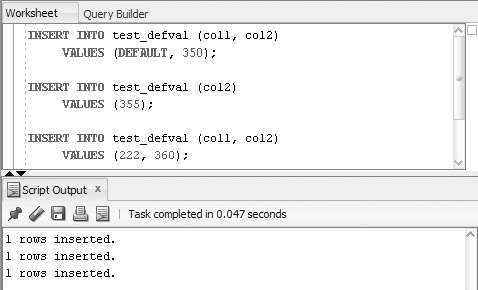 Worksheet Query Builder
INSERT INTO test_defval (col1, col2)
VALUES (DEFAULT, 350);
INSERT INTO test_defval (col2)
VALUES (355);
INSERT INTO test_defval (col1, col2)
VALUES (222, 360);
Script Output x
Task completed in 0.047 seconds
1 rows inserted.
1 rows inserted.
1 rows inserted.